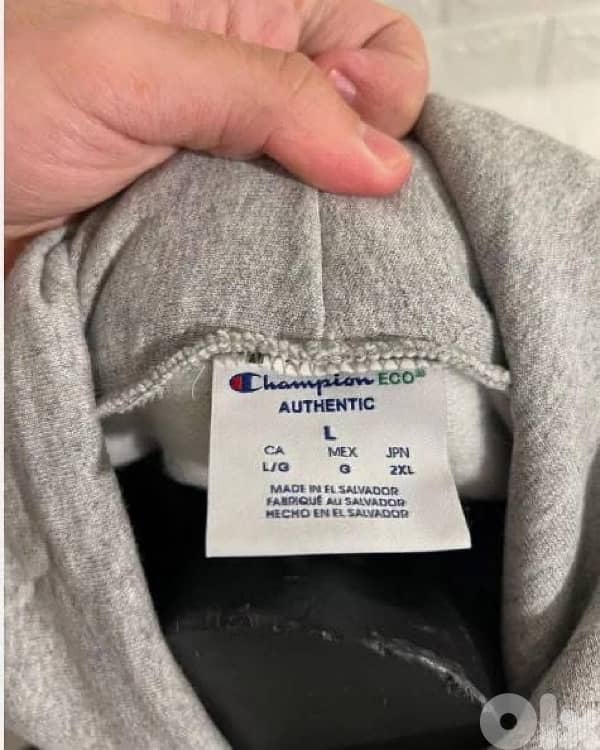 Champion ECO
AUTHENTIC
L
CA MEX JPN
L/G G 2XL
MADE IN EL SALVADOR
FABRIQUÉ AU SALVADOR
HECHO EN EL SALVADOR